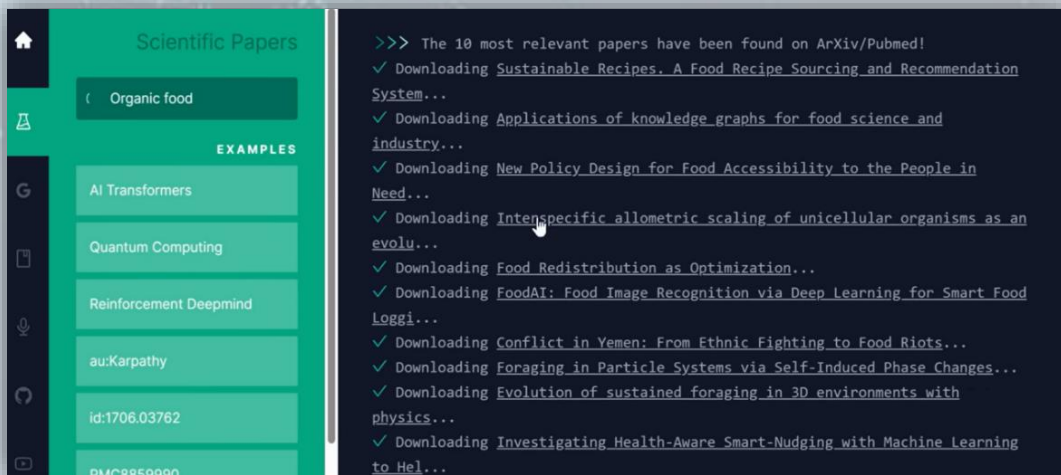 Scientific Papers
Organic food
EXAMPLES
AI Transformers
Quantum Computing
Reinforcement Deepmind
au:Karpathy
id:1706.03762
PMC8859990
>>> The 10 most relevant papers have been found on ArXiv/Pubmed!
✓ Downloading Sustainable Recipes. A Food Recipe Sourcing and Recommendation
System...
✓ Downloading Applications of knowledge graphs for food science and
industry...
✓ Downloading New Policy Design for Food Accessibility to the People in
Need...
✓ Downloading Intenspecific allometric scaling of unicellular organisms as an
evolu...
✓ Downloading Food Redistribution as Optimization...
✓ Downloading FoodAI: Food Image Recognition via Deep Learning for Smart Food
Loggi...
✓ Downloading Conflict in Yemen: From Ethnic Fighting to Food Riots...
✓ Downloading Foraging in Particle Systems via Self-Induced Phase Changes...
✓ Downloading Evolution of sustained foraging in 3D environments with
physics...
✓ Downloading Investigating Health-Aware Smart-Nudging with Machine Learning
to Hel...